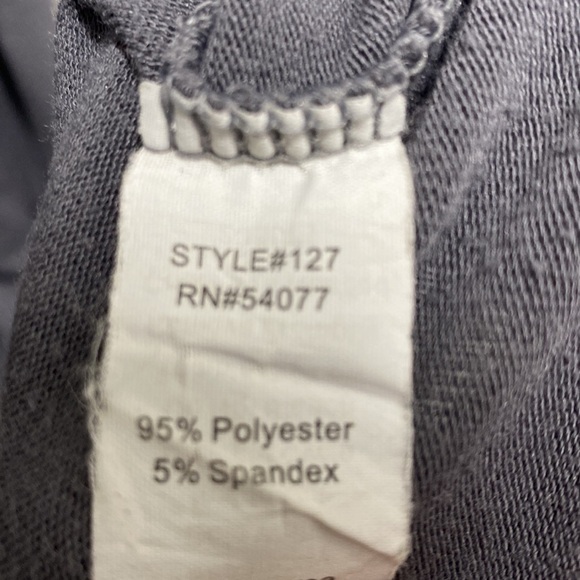 STYLE#127
RN#54077
95% Polyester
5% Spandex